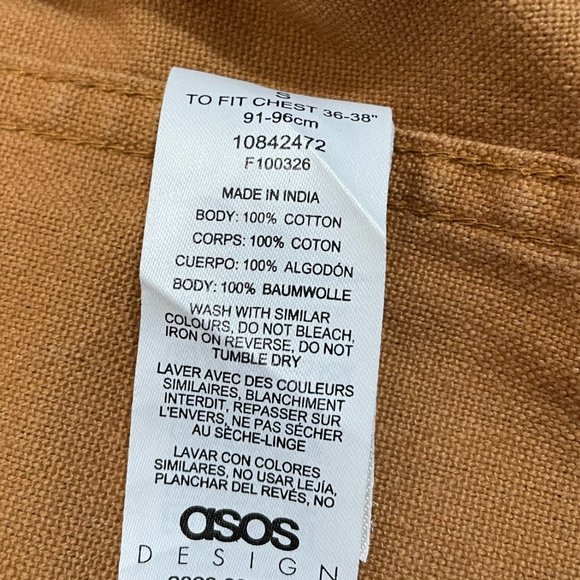 S
TO FIT CHEST 36-38"
91-96cm
10842472
F100326
MADE IN INDIA
BODY: 100% COTTON
CORPS: 100% COTON
CUERPO: 100% ALGODÓN
BODY: 100% BAUMWOLLE
WASH WITH SIMILAR
COLOURS, DO NOT BLEACH,
IRON ON REVERSE, DO NOT
TUMBLE DRY
LAVER AVEC DES COULEURS
SIMILAIRES, BLANCHIMENT
INTERDIT, REPASSER SUR
L'ENVERS, NE PAS SÉCHER
AU SÈCHE-LINGE
LAVAR CON COLORES
SIMILARES, NO USAR LEJÍA,
PLANCHAR DEL REVÉS, NO
asos
DESIGN